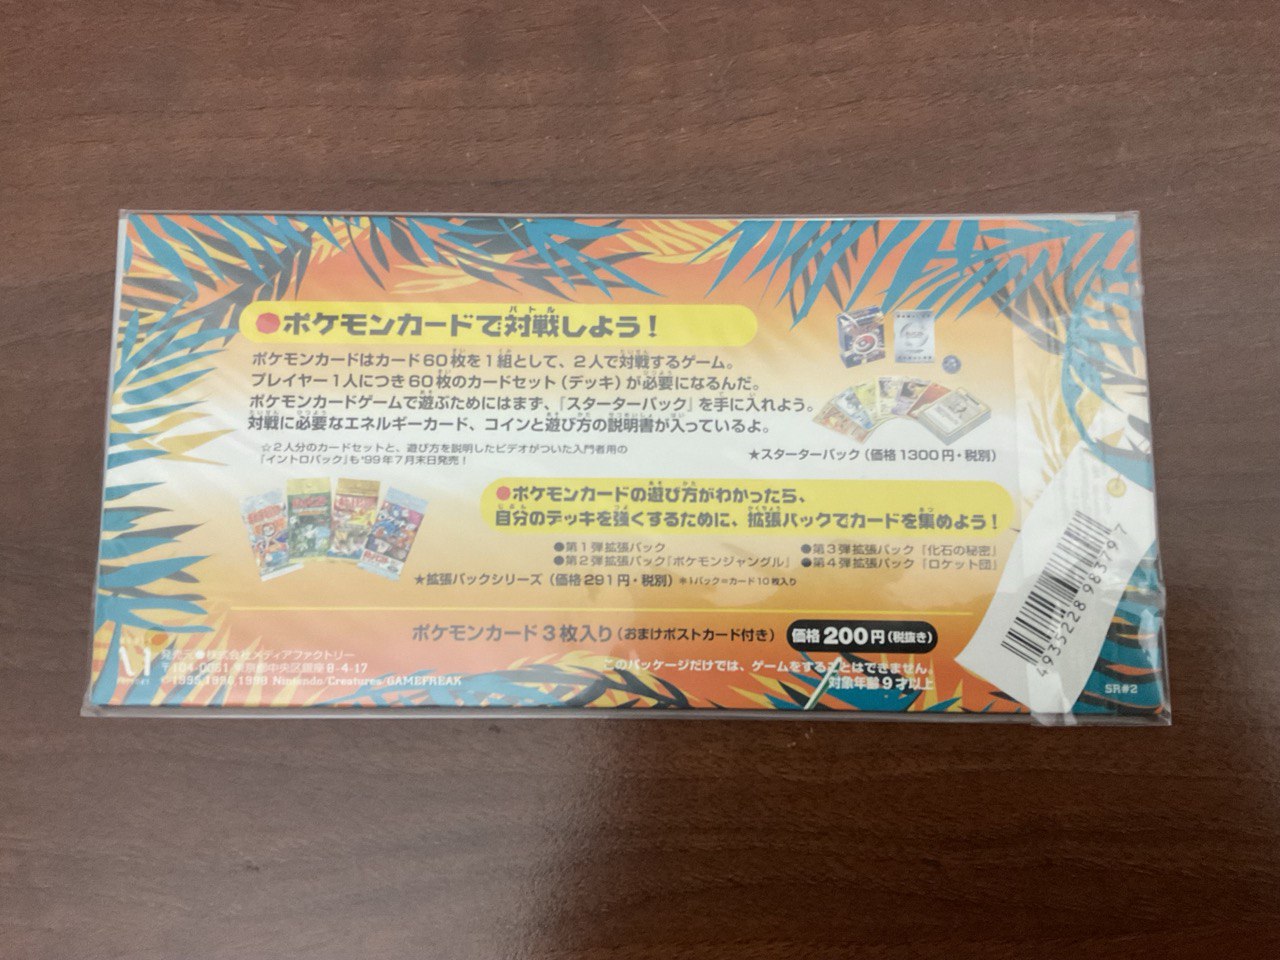 ●ポケモンカードで対戦しよう！
バトル
ポケモンカードはカード60枚を1組として、2人で対戦するゲーム。
プレイヤー1人につき60枚のカードセット（デッキ）が必要になるんだ。
ポケモンカードゲームで遊ぶためにはまず、『スターターパック』を手に入れよう。
対戦に必要なエネルギーカード、コインと遊び方の説明書が入っているよ。
☆2人分のカードセットと、遊び方を説明したビデオがついた入門者用の
『イントロパック』も'99年7月末日発売！
★スターターパック（価格1300円・税別）
●ポケモンカードの遊び方がわかったら、
自分のデッキを強くするために、拡張パックでカードを集めよう！
●第1弾拡張パック
●第2弾拡張パック『ポケモンジャングル』
●第3弾拡張パック『化石の秘密』
●第4弾拡張パック『ロケット団』
★拡張パックシリーズ（価格291円・税別）※1パック=カード10枚入り
ポケモンカード3枚入り（おまけポストカード付き）
価格200円（税抜き）
発売元●株式会社メディアファクトリー
〒104-0061 東京都中央区銀座8-4-17
©1995,1996,1998 Nintendo/Creatures/GAMEFREAK
このパッケージだけでは、ゲームをすることはできません。
対象年齢9才以上
4935228983797
SR#2